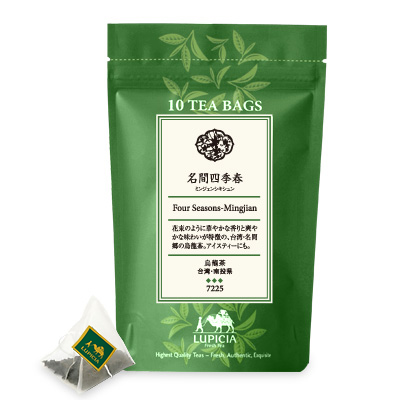 10 TEA BAGS
名間四季春
ミンジェンシキシュン
Four Seasons-Mingjian
花束のように華やかな香りと爽や
かな味わいが特徴の、台湾・名間
郷の烏龍茶。アイスティーにも。
烏龍茶
台湾・南投県
7225
LUPICIA
Fresh Tea
Highest Quality Teas – Fresh, Authentic, Exquisite
LUPICIA